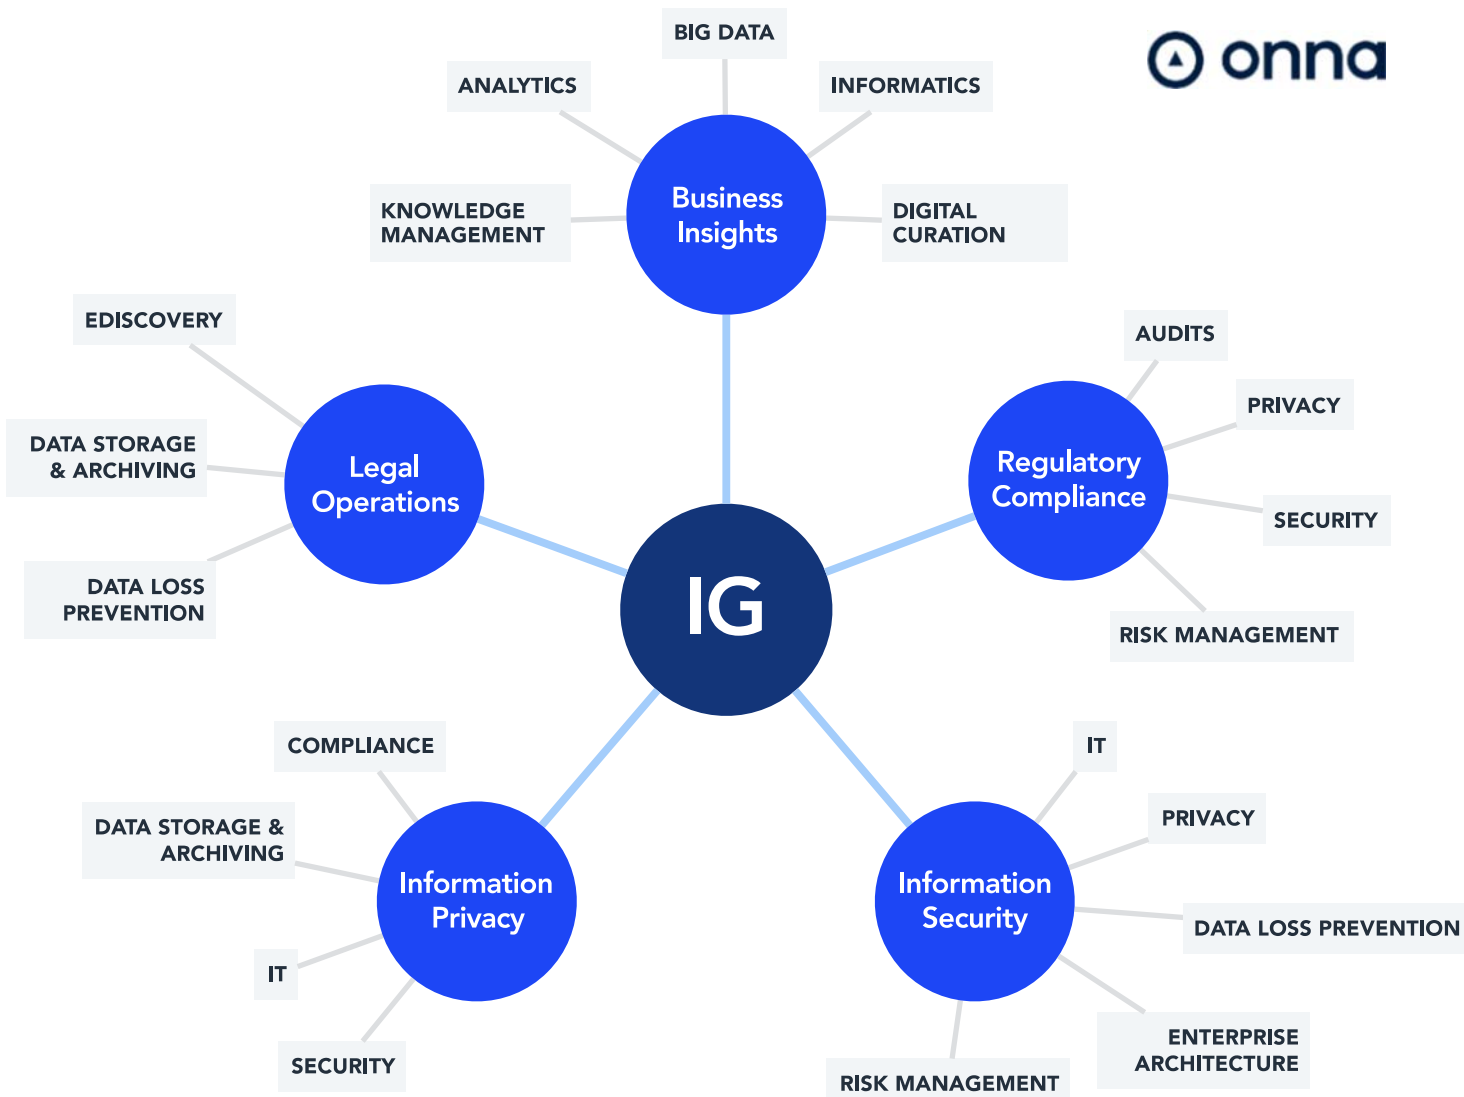 BIG DATA
onna
ANALYTICS
INFORMATICS
Business
Insights
KNOWLEDGE
MANAGEMENT
DIGITAL
CURATION
EDISCOVERY
AUDITS
PRIVACY
DATA STORAGE
& ARCHIVING
Legal
Operations
Regulatory
Compliance
SECURITY
DATA LOSS
PREVENTION
IG
RISK MANAGEMENT
COMPLIANCE
IT
DATA STORAGE &
ARCHIVING
PRIVACY
Information
Privacy
Information
Security
DATA LOSS PREVENTION
IT
SECURITY
ENTERPRISE
ARCHITECTURE
RISK MANAGEMENT